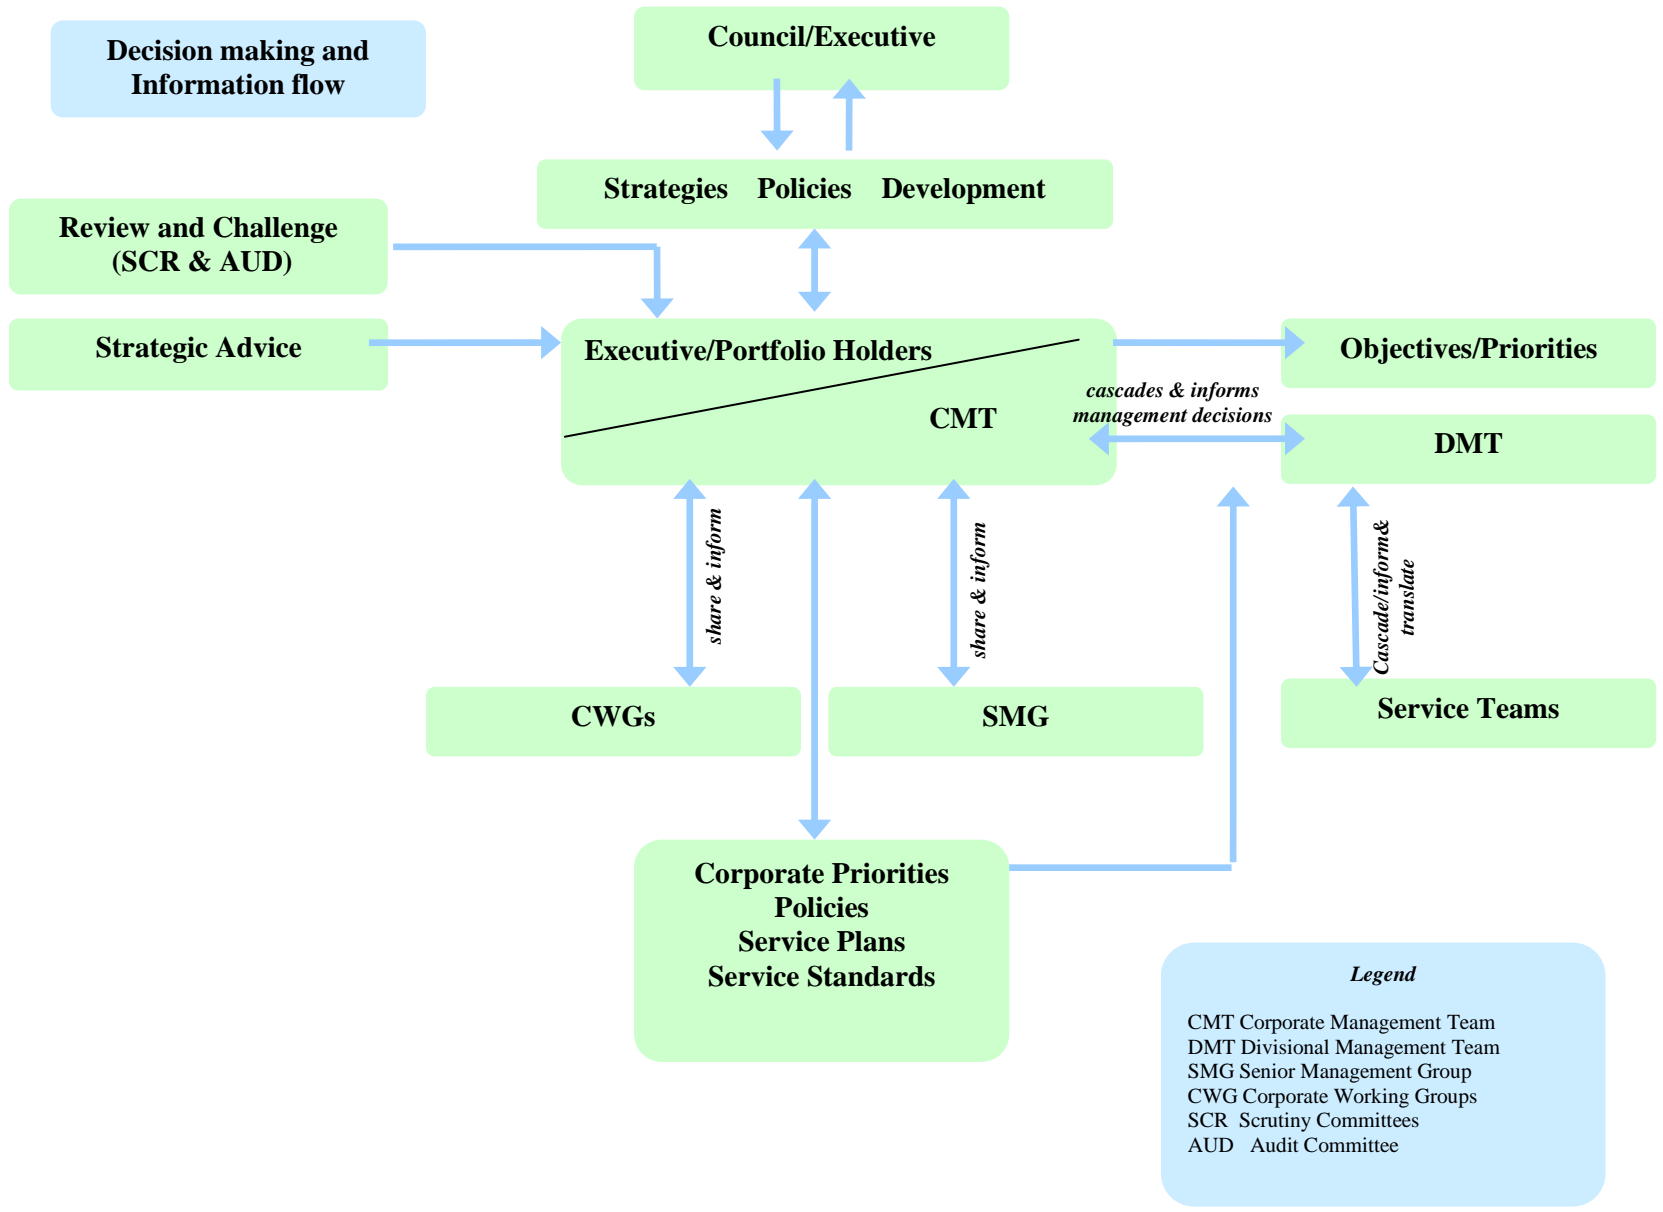 Decision making and
Information flow
Council/Executive
Strategies Policies Development
Review and Challenge
(SCR & AUD)
Strategic Advice
Executive/Portfolio Holders
CMT
Objectives/Priorities
cascades & informs
management decisions
DMT
share & inform
share & inform
Cascade/inform&
translate
CWGs
SMG
Service Teams
Corporate Priorities
Policies
Service Plans
Service Standards
Legend
CMT Corporate Management Team
DMT Divisional Management Team
SMG Senior Management Group
CWG Corporate Working Groups
SCR Scrutiny Committees
AUD Audit Committee